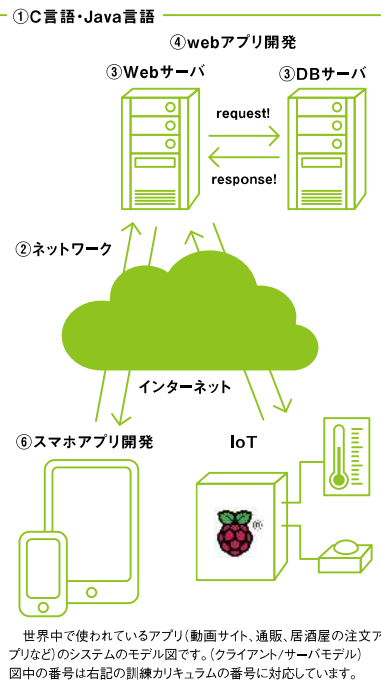 ①C言語・Java言語
④webアプリ開発
③Webサーバ
③DBサーバ
request!
response!
②ネットワーク
インターネット
⑥スマホアプリ開発
IoT
世界中で使われているアプリ(動画サイト、通販、居酒屋の注文ア
プリなど)のシステムのモデル図です。(クライアント/サーバモデル)
図中の番号は右記の訓練カリキュラムの番号に対応しています。